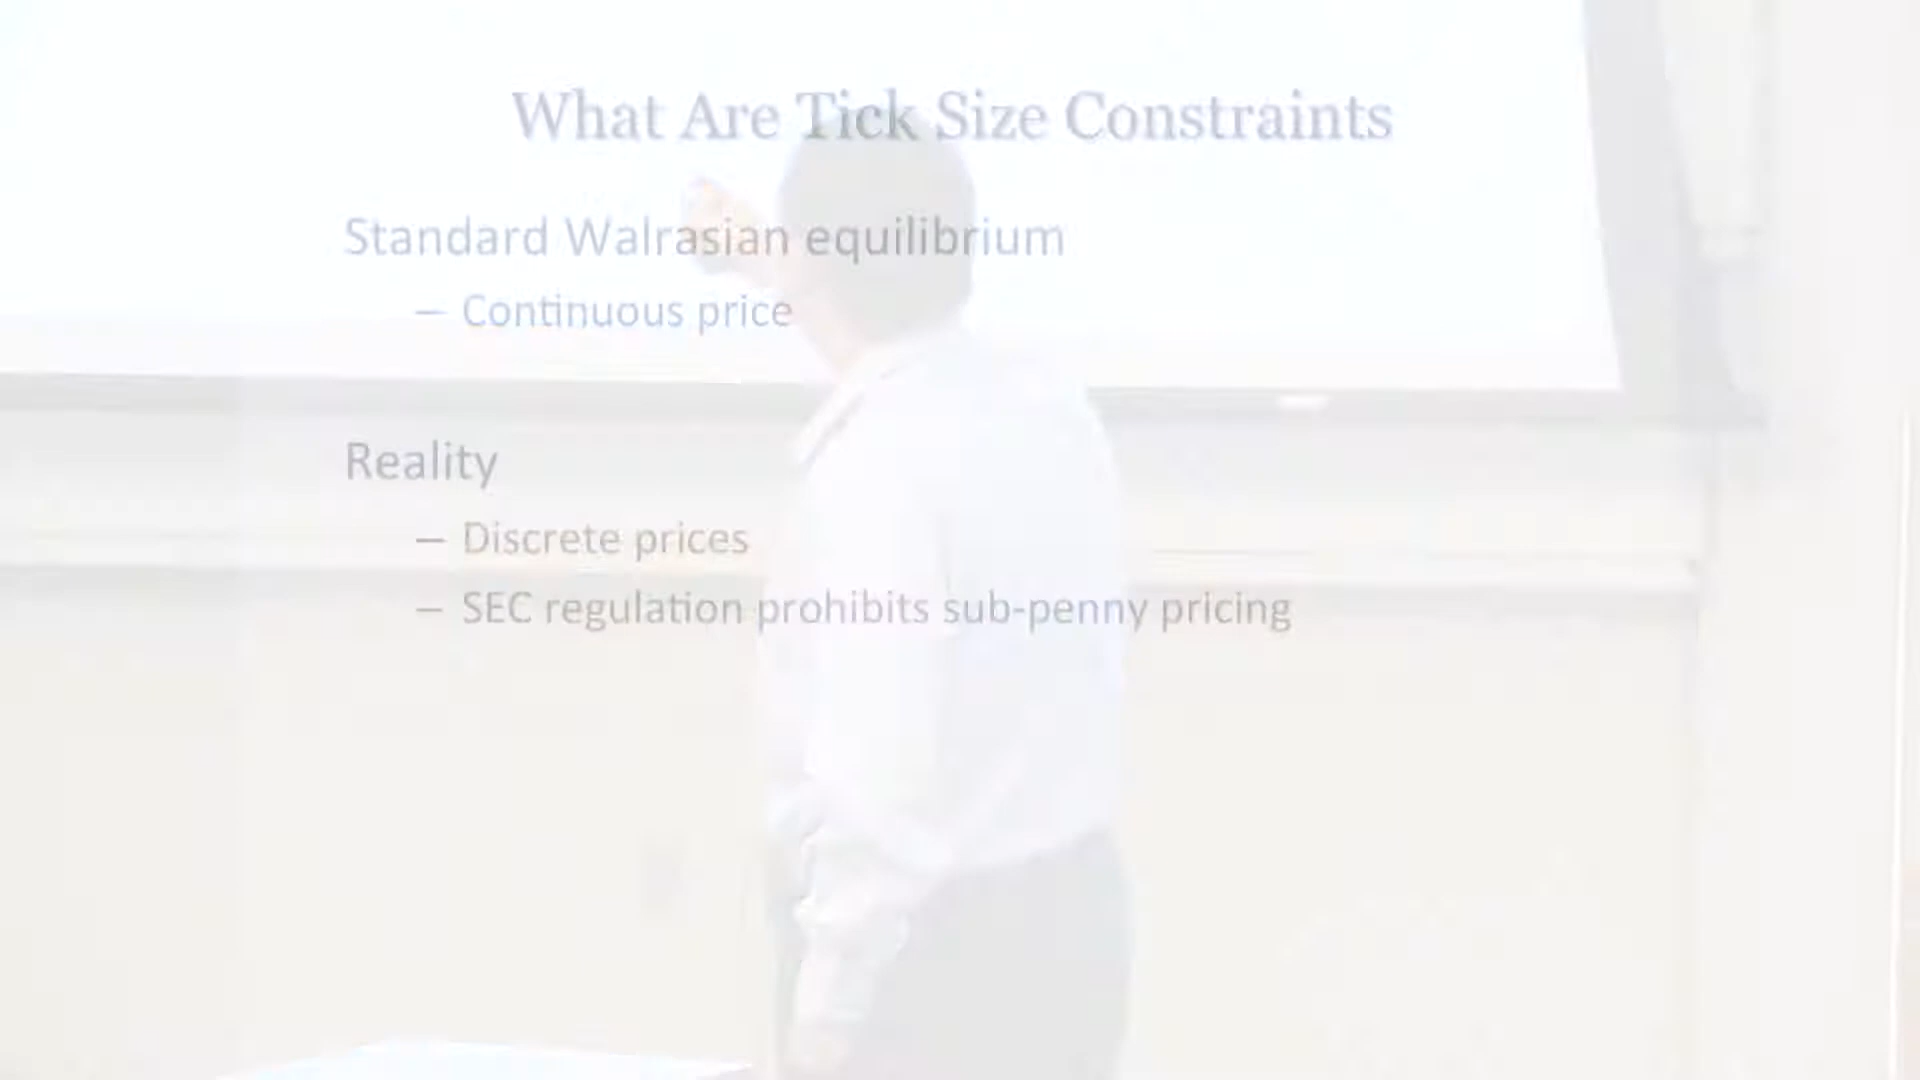 What Are Tick Size Constraints
Standard Walrasian equilibrium
– Continuous price
Reality
– Discrete prices
– SEC regulation prohibits sub-penny pricing